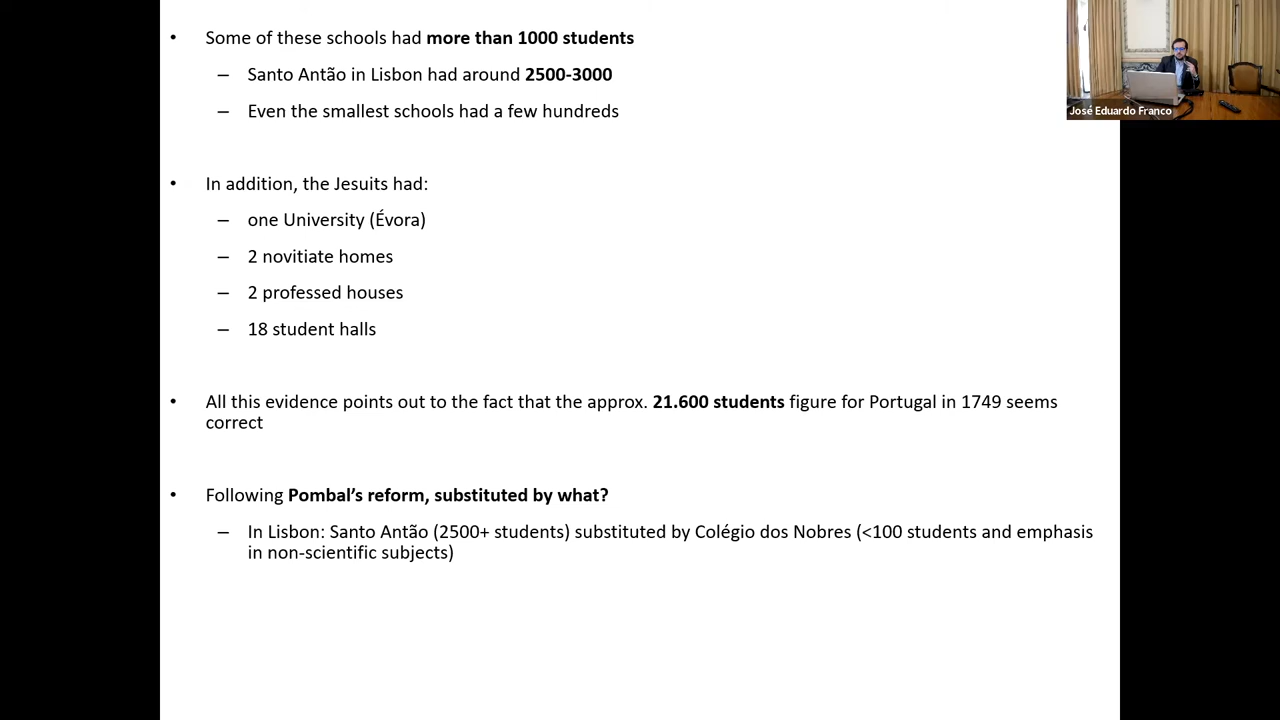 • Some of these schools had more than 1000 students
– Santo Antão in Lisbon had around 2500-3000
– Even the smallest schools had a few hundreds
• In addition, the Jesuits had:
– one University (Évora)
– 2 novitiate homes
– 2 professed houses
– 18 student halls
• All this evidence points out to the fact that the approx. 21.600 students figure for Portugal in 1749 seems
correct
• Following Pombal’s reform, substituted by what?
– In Lisbon: Santo Antão (2500+ students) substituted by Colégio dos Nobres (<100 students and emphasis
in non-scientific subjects)
José Eduardo Franco